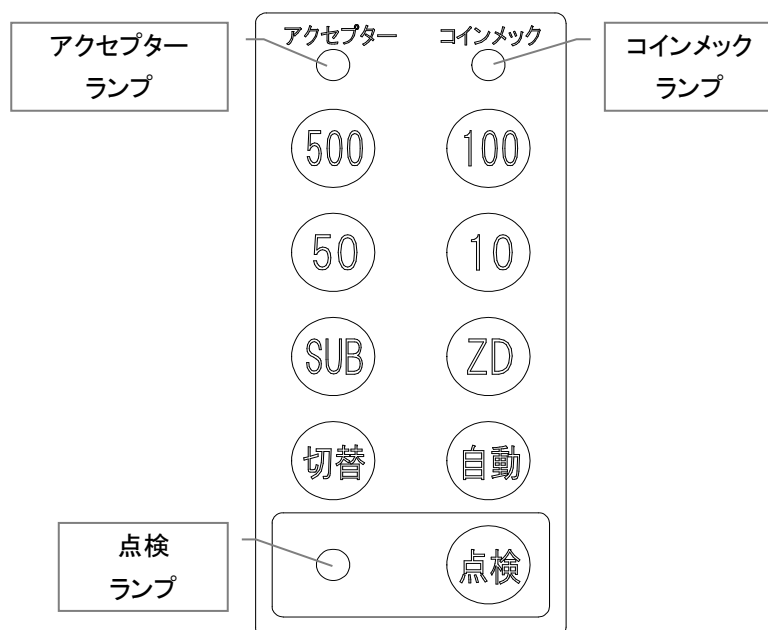 アクセプター
ランプ
アクセプター
コインメック
コインメック
ランプ
500
100
50
10
SUB
ZD
切替
自動
点検
ランプ
点検